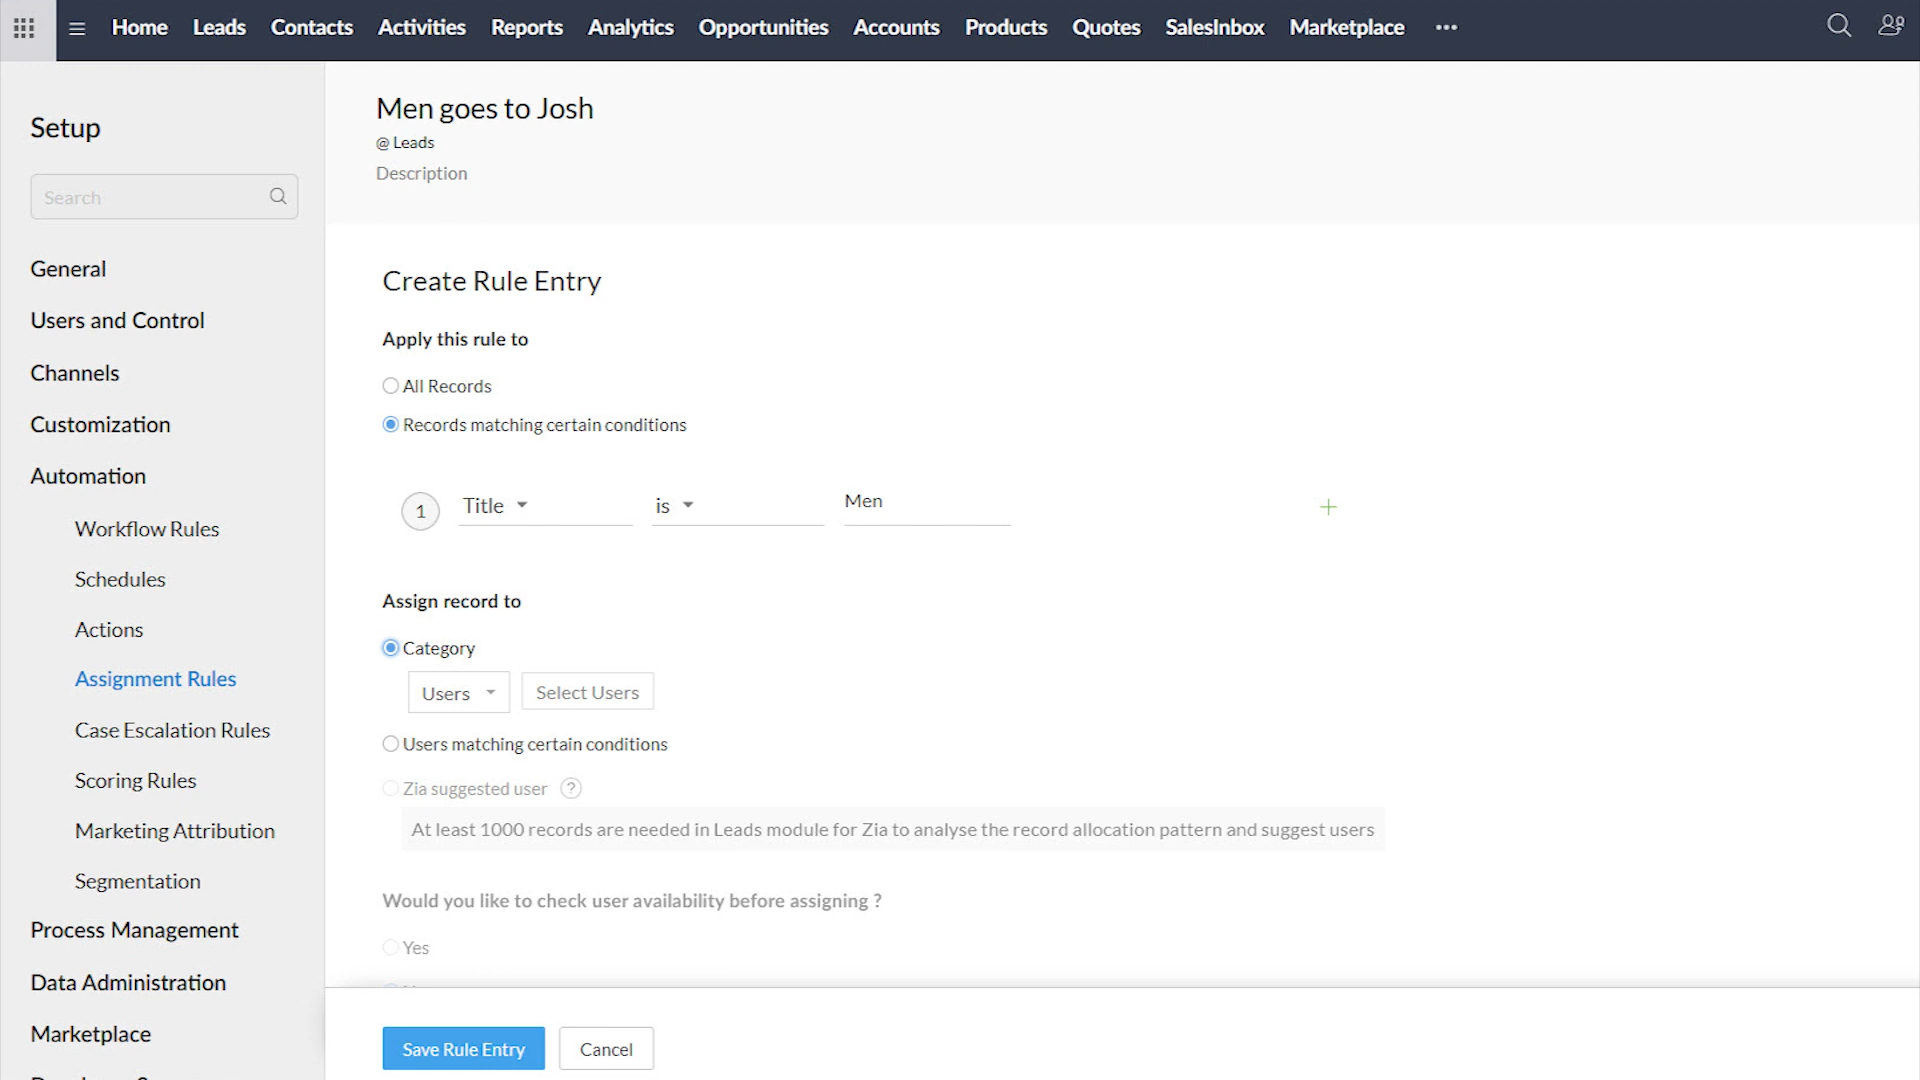 Home Leads Contacts Activities Reports Analytics Opportunities Accounts Products Quotes SalesInbox Marketplace
Setup
Search
General
Users and Control
Channels
Customization
Automation
Workflow Rules
Schedules
Actions
Assignment Rules
Case Escalation Rules
Scoring Rules
Marketing Attribution
Segmentation
Process Management
Data Administration
Marketplace
Men goes to Josh
@ Leads
Description
Create Rule Entry
Apply this rule to
All Records
Records matching certain conditions
1 Title is Men
Assign record to
Category
Users Select Users
Users matching certain conditions
Zia suggested user ?
At least 1000 records are needed in Leads module for Zia to analyse the record allocation pattern and suggest users
Would you like to check user availability before assigning ?
Yes
Save Rule Entry Cancel